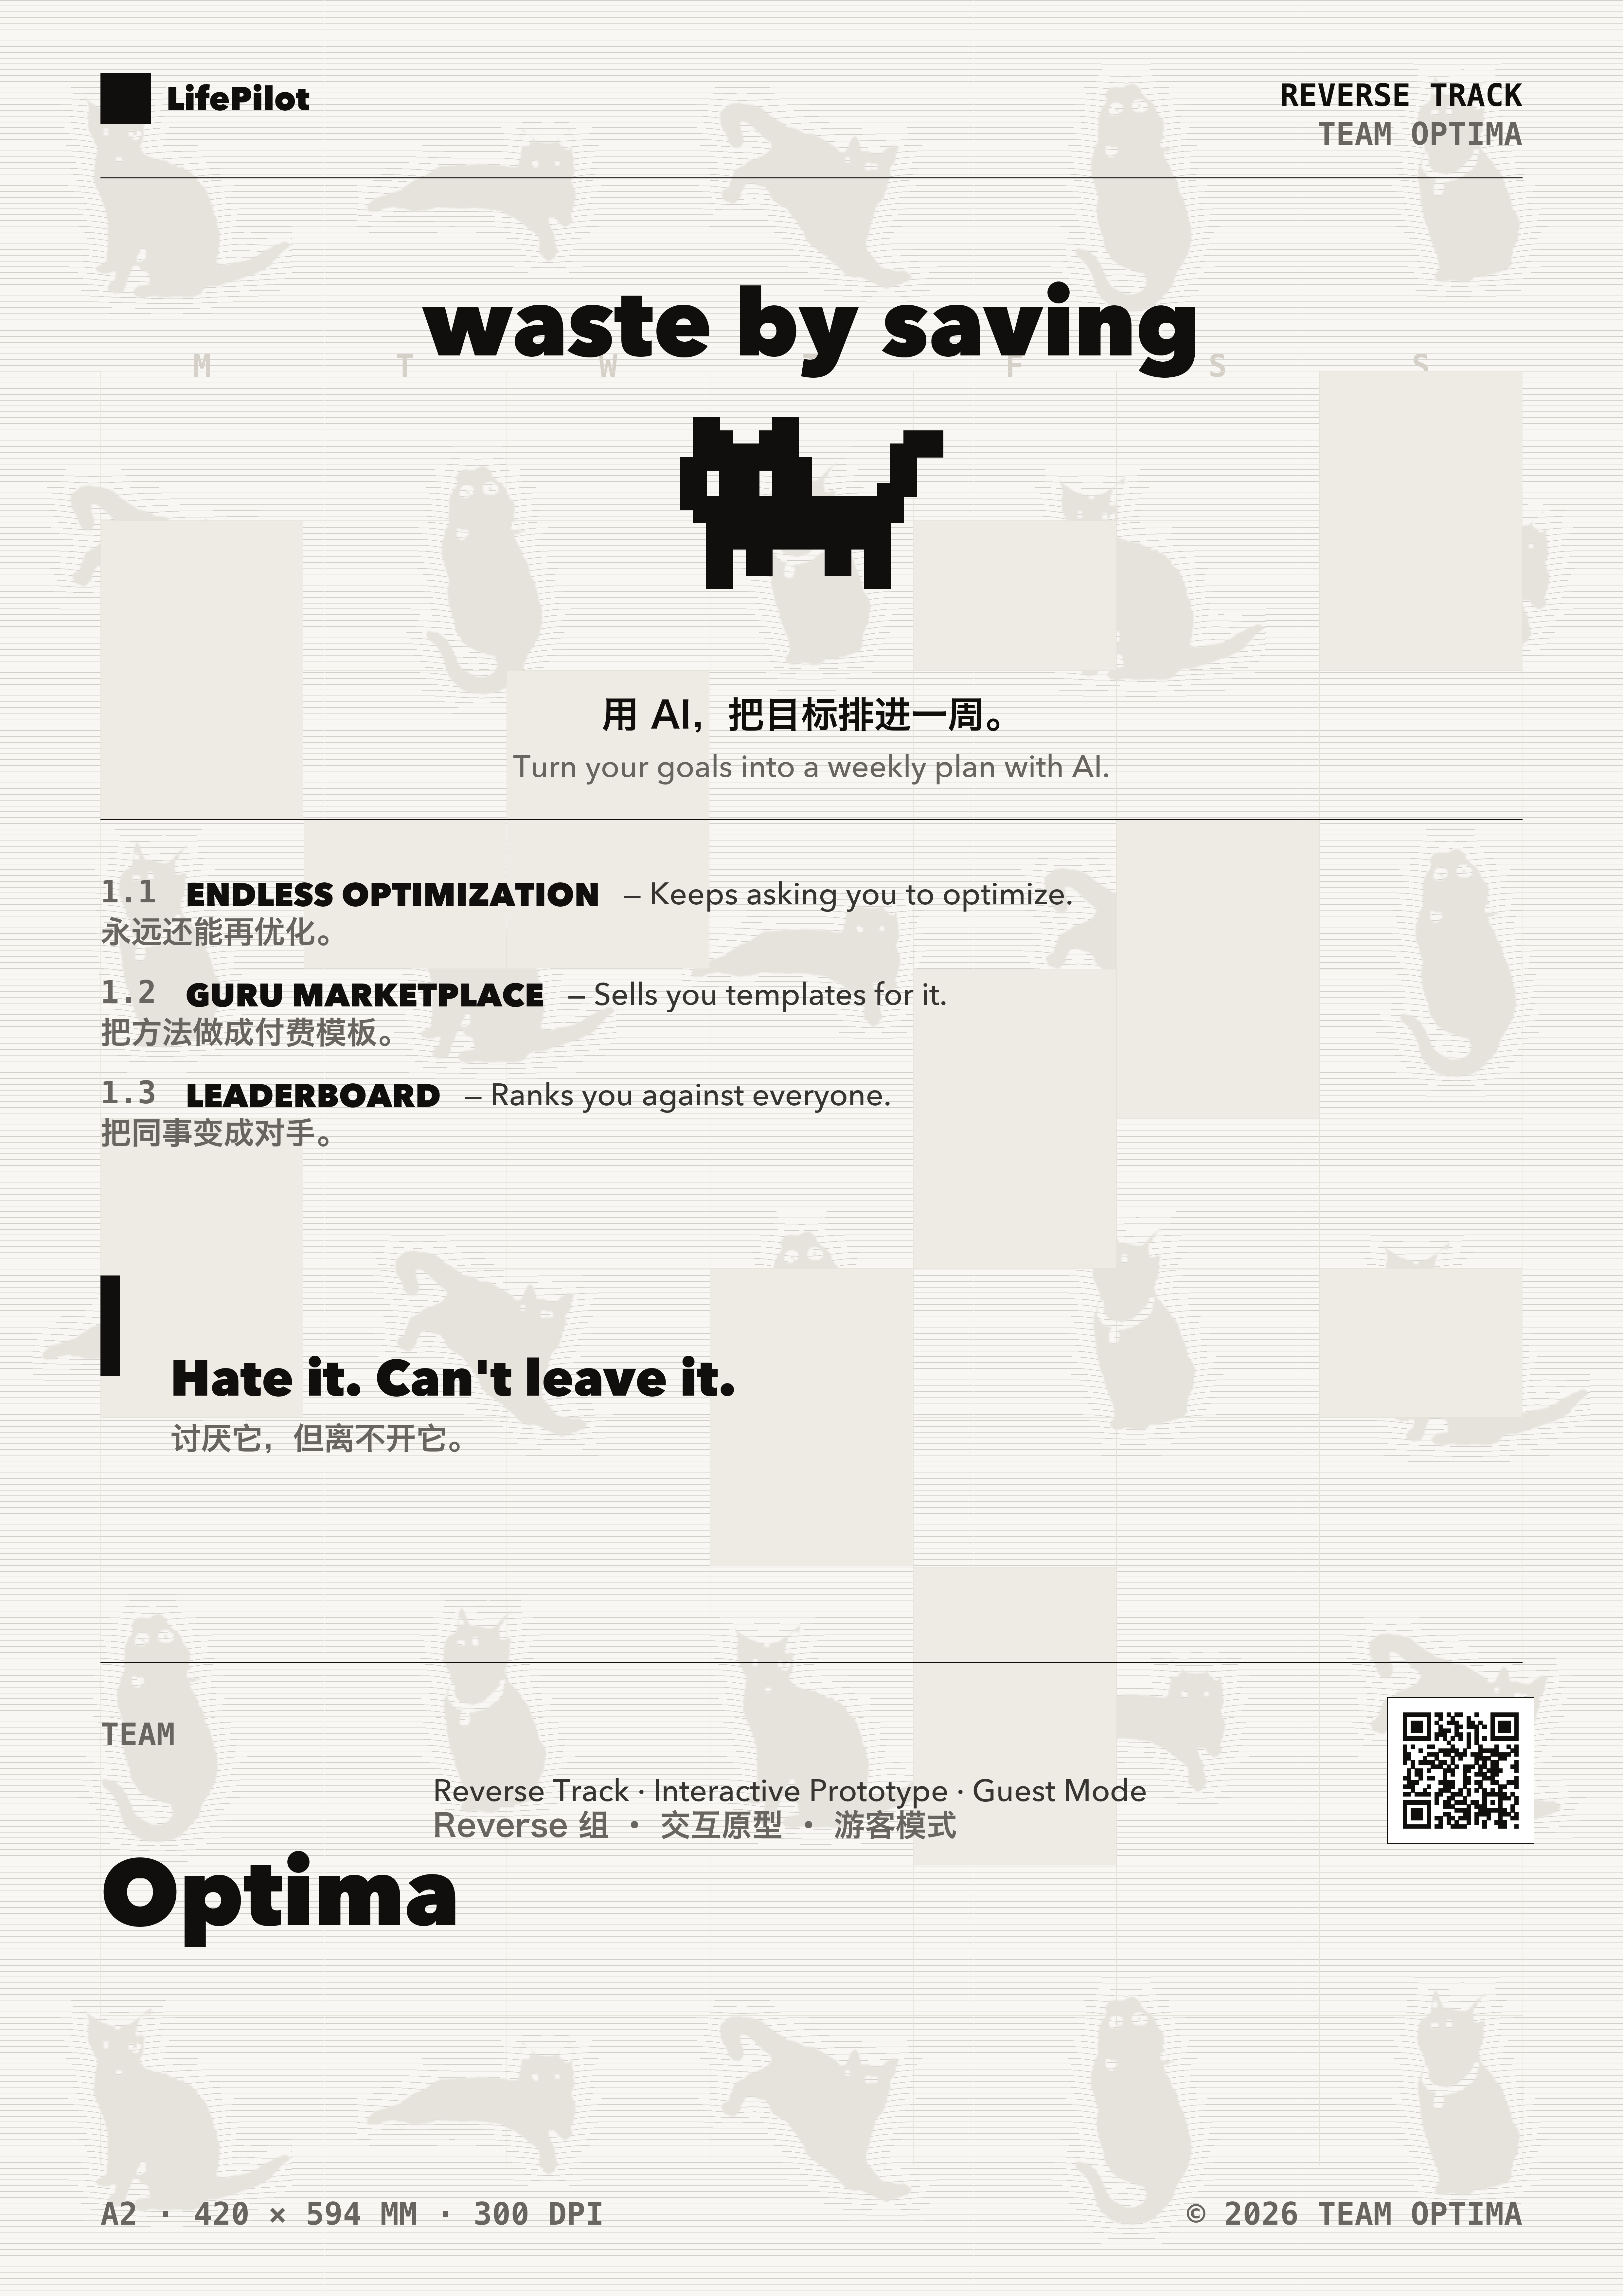 LifePilot
REVERSE TRACK
TEAM OPTIMA
waste by saving
M T W F S S
用 AI，把目标排进一周。
Turn your goals into a weekly plan with AI.
1.1 ENDLESS OPTIMIZATION – Keeps asking you to optimize.
永远还能再优化。
1.2 GURU MARKETPLACE – Sells you templates for it.
把方法做成付费模板。
1.3 LEADERBOARD – Ranks you against everyone.
把同事变成对手。
Hate it. Can't leave it.
讨厌它，但离不开它。
TEAM
Reverse Track · Interactive Prototype · Guest Mode
Reverse 组 · 交互原型 · 游客模式
Optima
A2 · 420 × 594 MM · 300 DPI
© 2026 TEAM OPTIMA